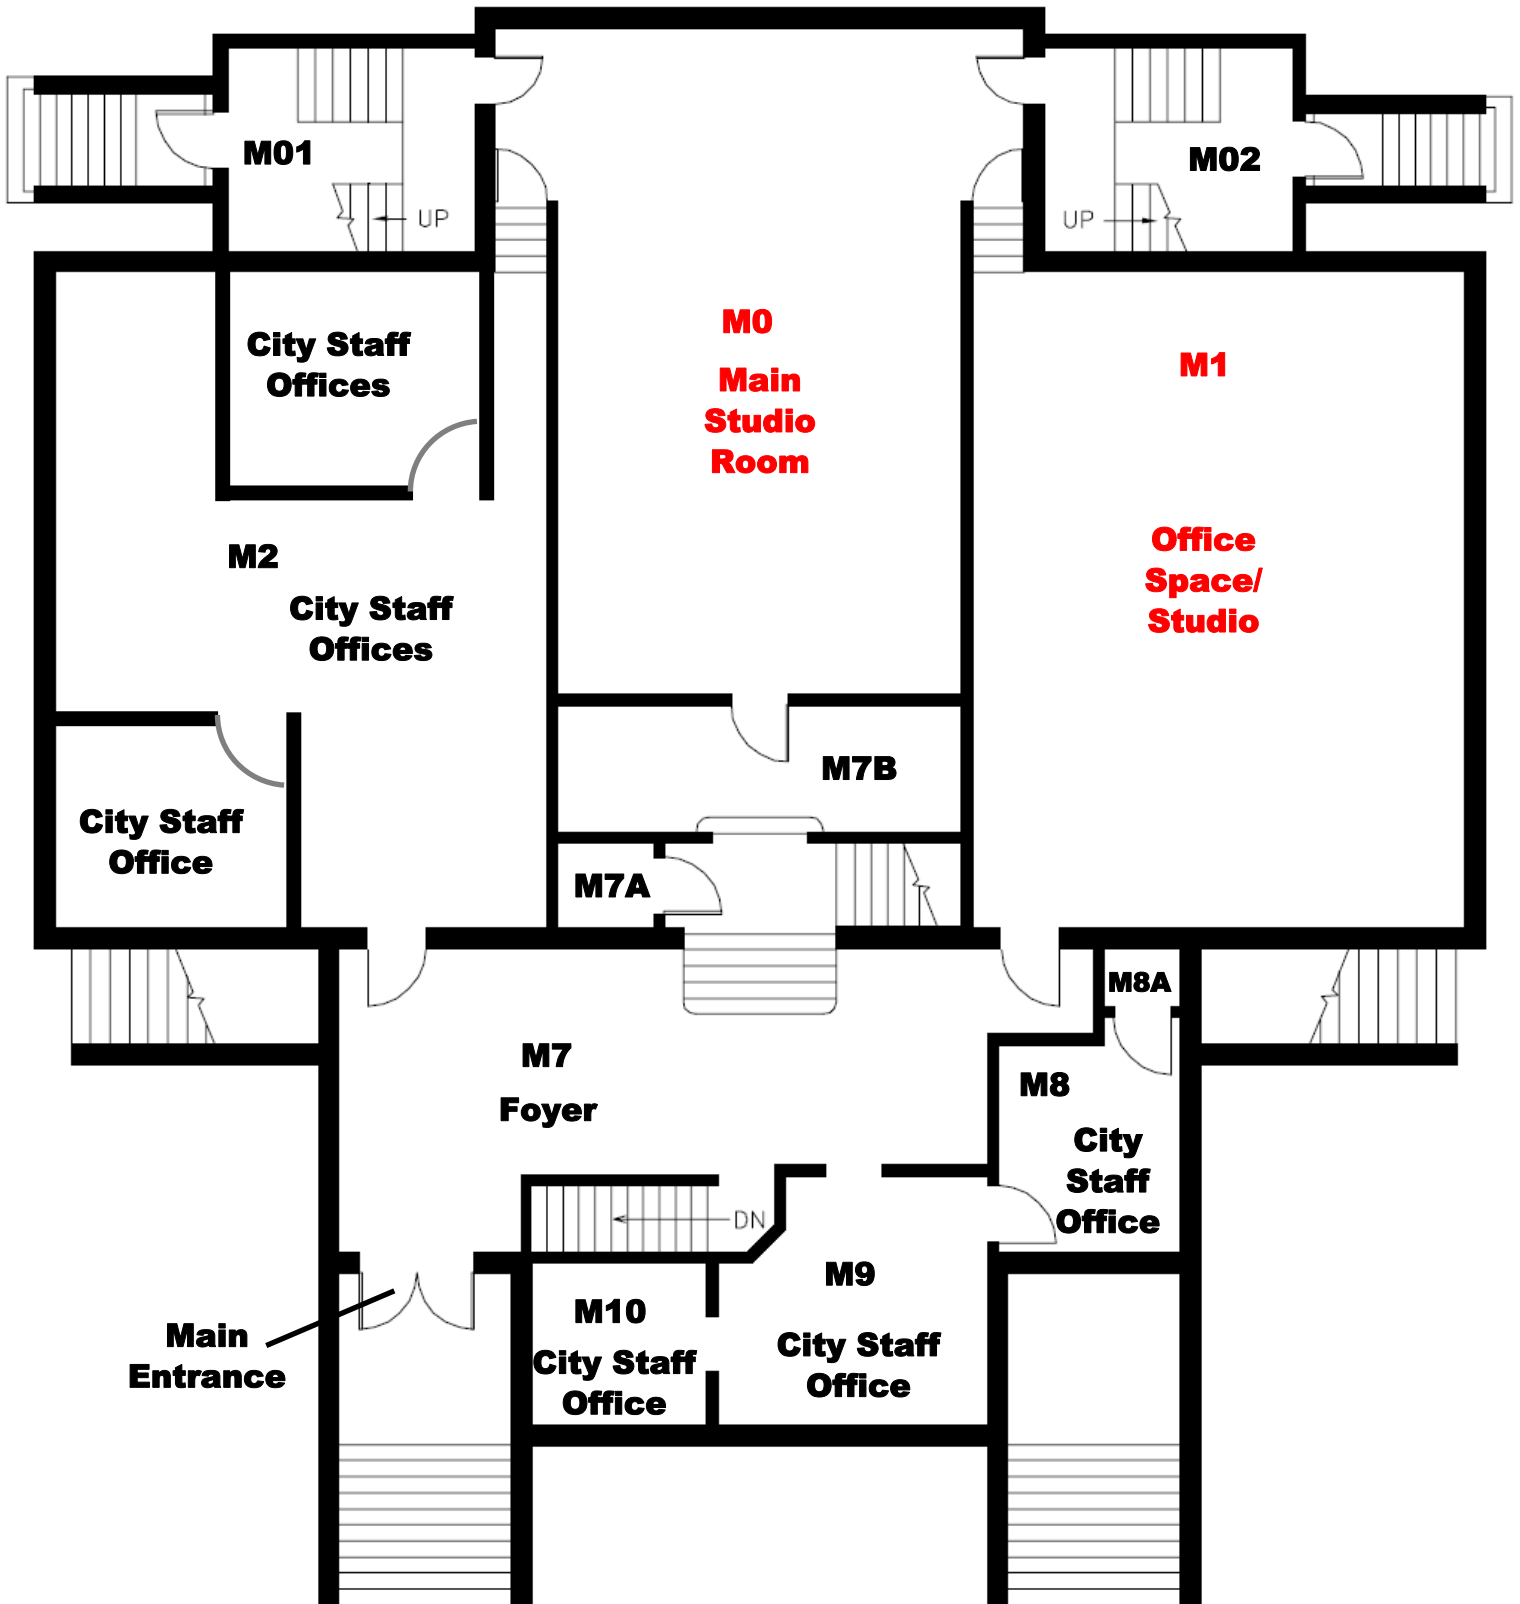 M01
M02
UP
UP
City Staff
Offices
M0
Main
Studio
Room
M1
Office
Space/
Studio
M2
City Staff
Offices
M7B
City Staff
Office
M7A
M8A
M7
Foyer
M8
City
Staff
Office
DN
M9
City Staff
Office
M10
City Staff
Office
Main
Entrance